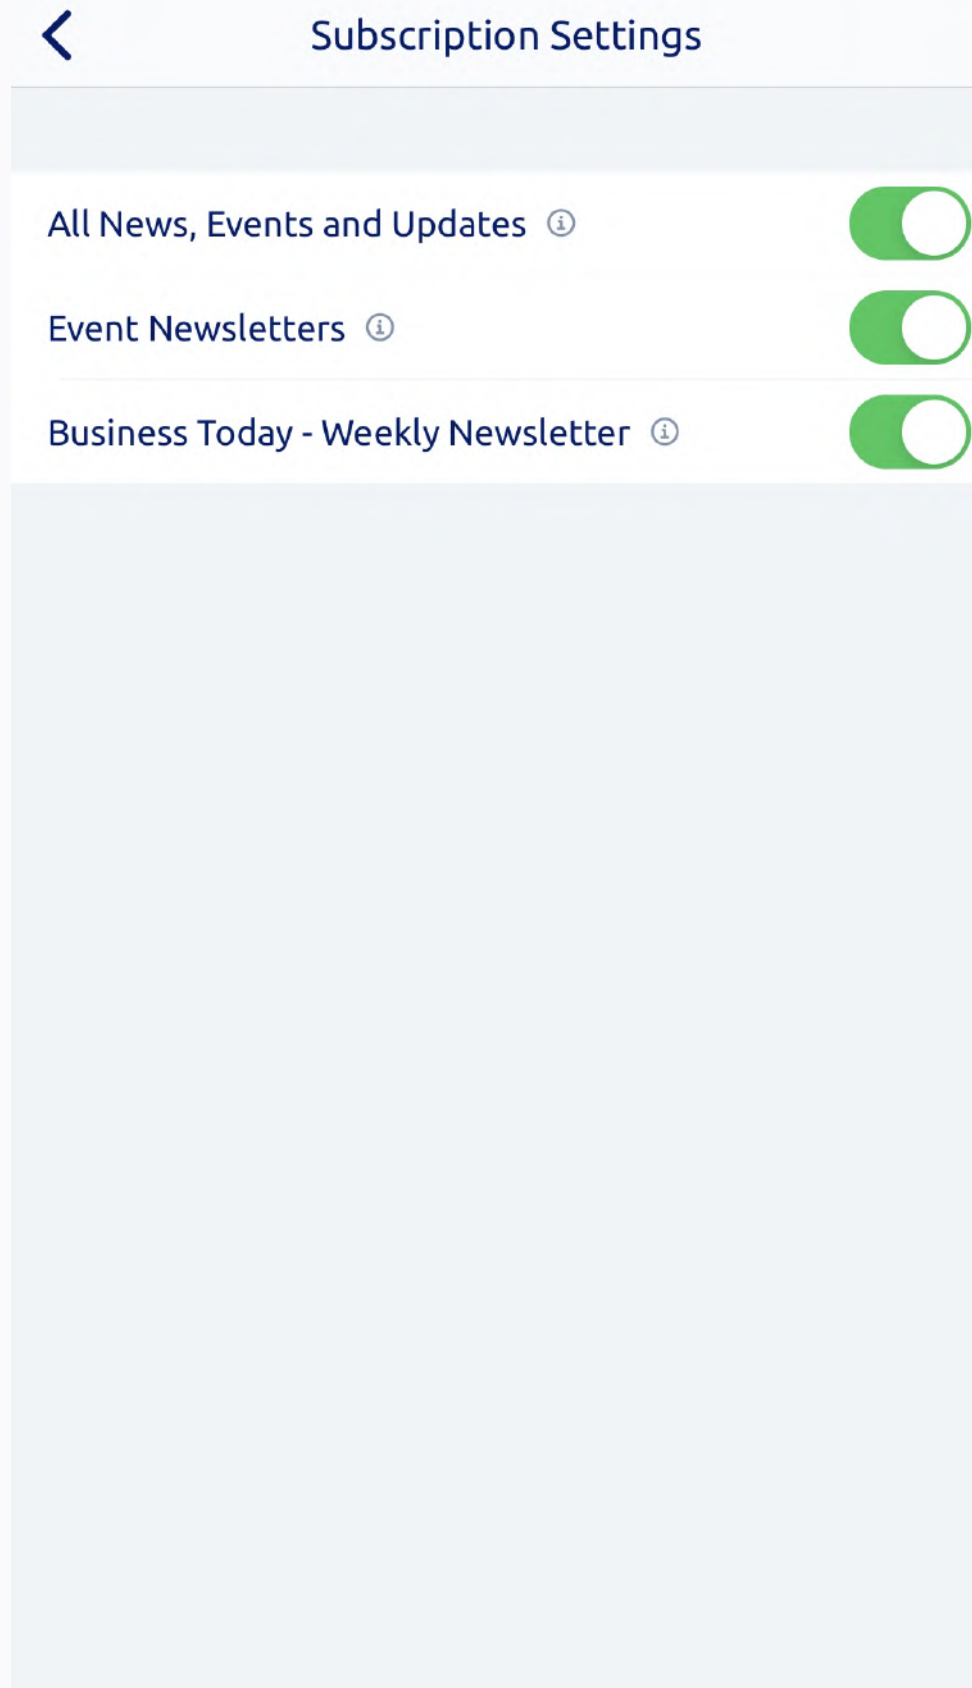 Subscription Settings
All News, Events and Updates
Event Newsletters
Business Today - Weekly Newsletter